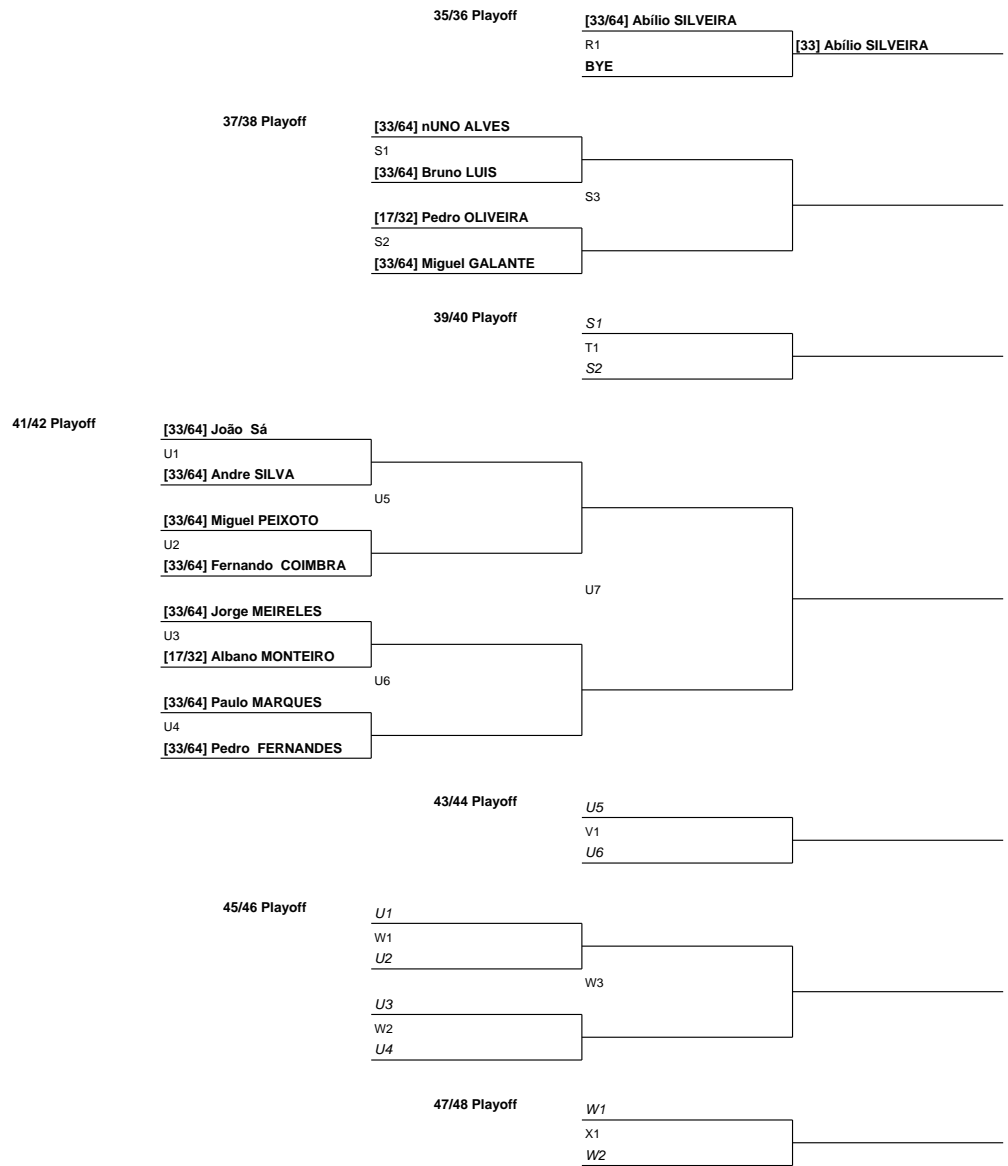 35/36 Playoff
[33/64] Abílio SILVEIRA
R1
[33] Abílio SILVEIRA
BYE
37/38 Playoff
[33/64] nUNO ALVES
S1
[33/64] Bruno LUIS
S3
[17/32] Pedro OLIVEIRA
S2
[33/64] Miguel GALANTE
39/40 Playoff
S1
T1
S2
41/42 Playoff
[33/64] João  Sá
U1
[33/64] Andre SILVA
U5
[33/64] Miguel PEIXOTO
U2
[33/64] Fernando  COIMBRA
U7
[33/64] Jorge MEIRELES
U3
[17/32] Albano MONTEIRO
U6
[33/64] Paulo MARQUES
U4
[33/64] Pedro  FERNANDES
43/44 Playoff
U5
V1
U6
45/46 Playoff
U1
W1
U2
W3
U3
W2
U4
47/48 Playoff
W1
X1
W2